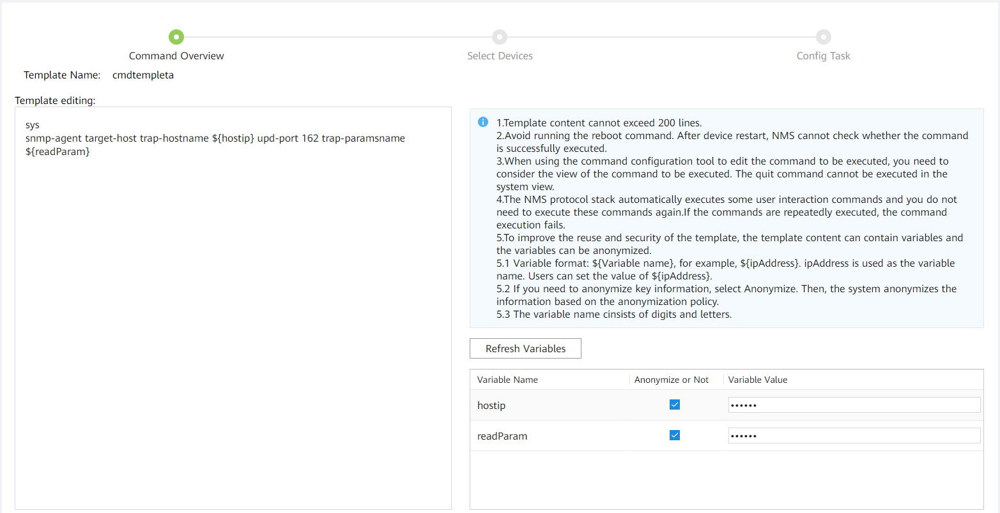 Command Overview
Select Devices
Config Task
Template Name: cmdtempleta
Template editing:
sys
snmp-agent target-host trap-hostname ${hostip} upd-port 162 trap-paramsname
${readParam}
1.Template content cannot exceed 200 lines.
2.Avoid running the reboot command. After device restart, NMS cannot check whether the command
is successfully executed.
3.When using the command configuration tool to edit the command to be executed, you need to
consider the view of the command to be executed. The quit command cannot be executed in the
system view.
4.The NMS protocol stack automatically executes some user interaction commands and you do not
need to execute these commands again.If the commands are repeatedly executed, the command
execution fails.
5.To improve the reuse and security of the template, the template content can contain variables and
the variables can be anonymized.
5.1 Variable format: ${Variable name}, for example, ${ipAddress}. ipAddress is used as the variable
name. Users can set the value of ${ipAddress}.
5.2 If you need to anonymize key information, select Anonymize. Then, the system anonymizes the
information based on the anonymization policy.
5.3 The variable name cinsists of digits and letters.
Refresh Variables
Variable Name Anonymize or Not Variable Value
hostip ••••••
readParam ••••••